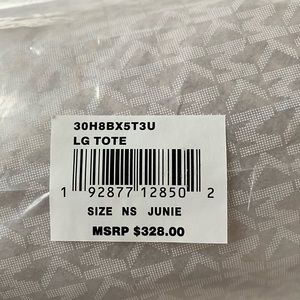 30H8BX5T3U
LG TOTE
1 92877 12850 2
SIZE NS JUNIE
MSRP $328.00